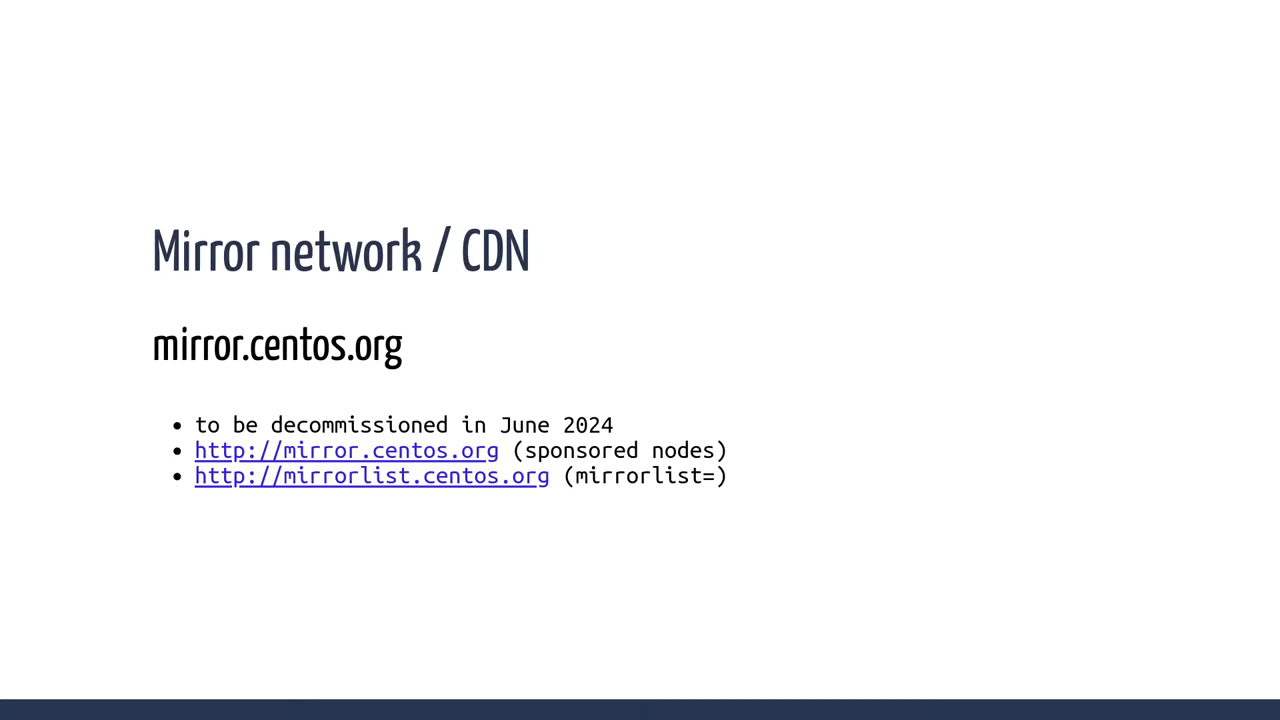 Mirror network / CDN
mirror.centos.org
• to be decommissioned in June 2024
• http://mirror.centos.org (sponsored nodes)
• http://mirrorlist.centos.org (mirrorlist=)